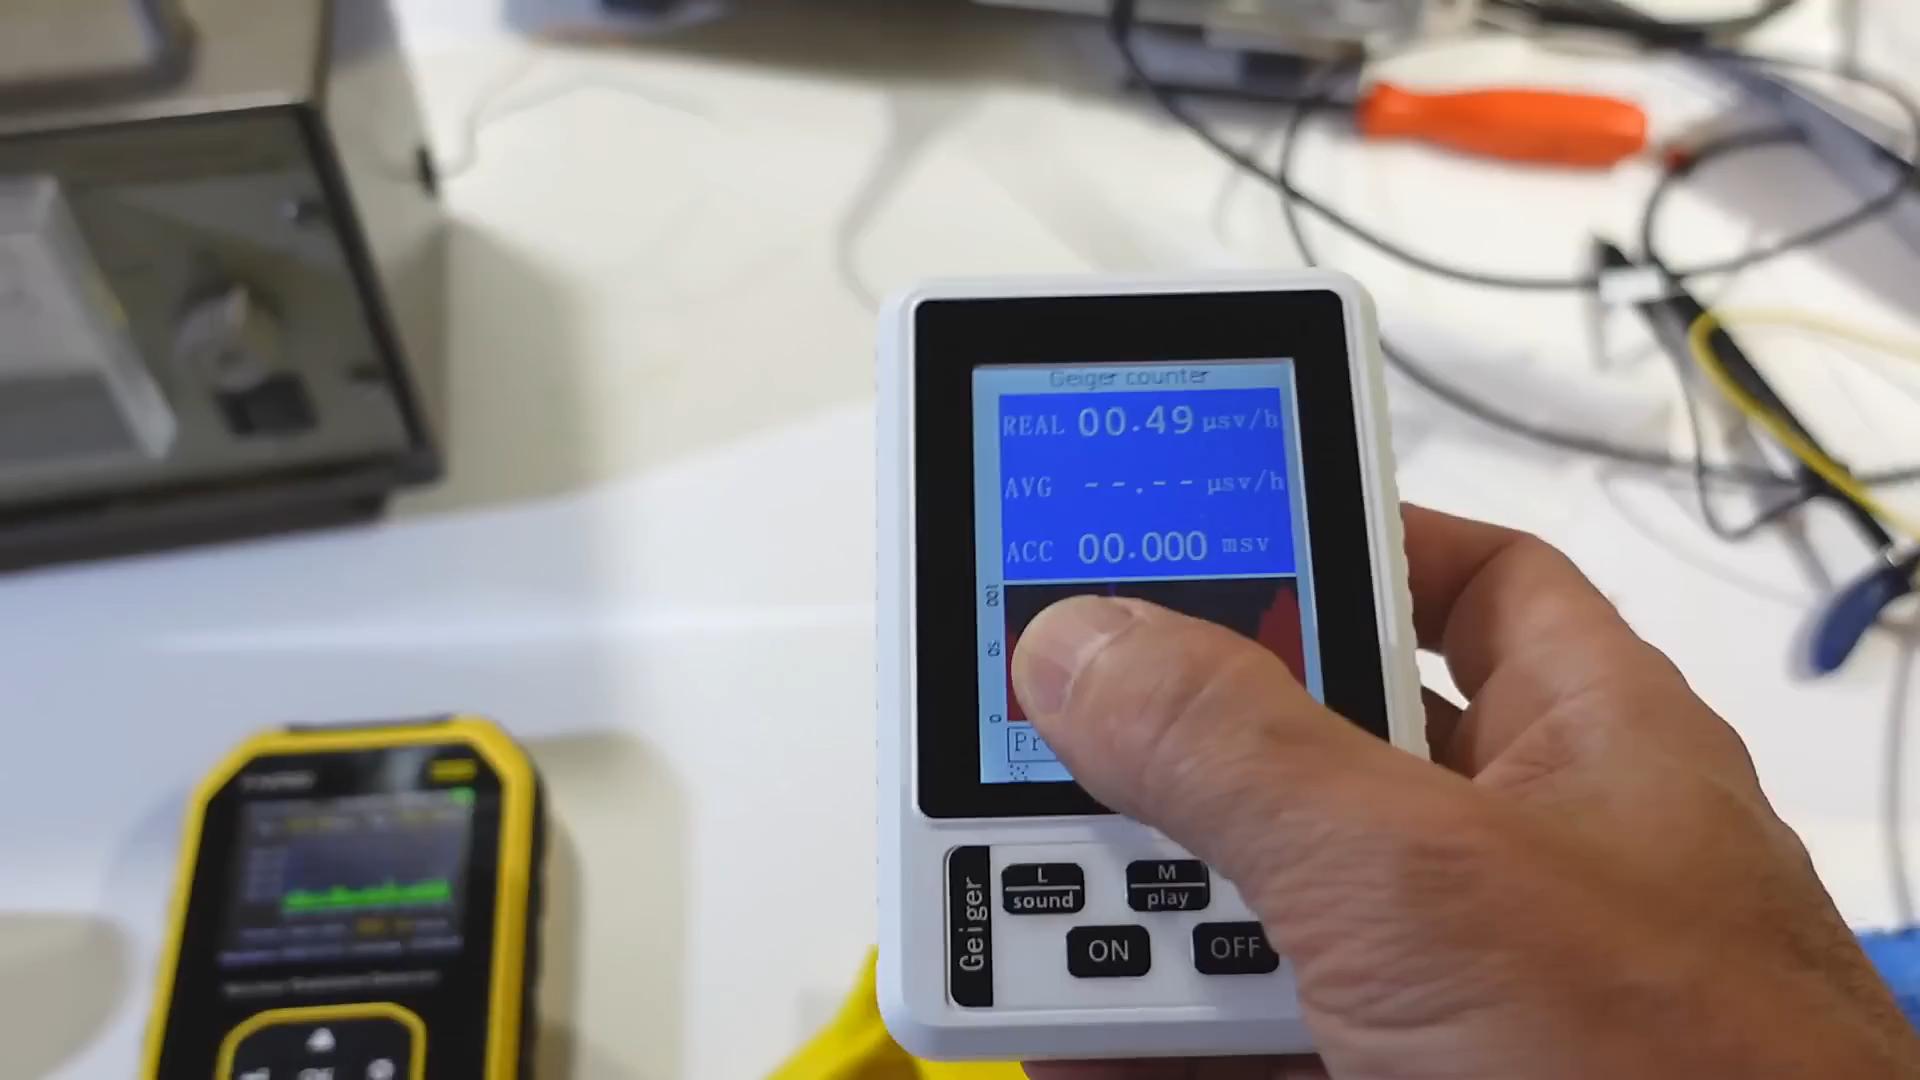 Geiger counter
REAL 00.49 µsv/h
AVG --.-- µsv/h
ACC 00.000 msv
100
50
0
Pr
L
sound
M
play
ON
OFF
Geiger